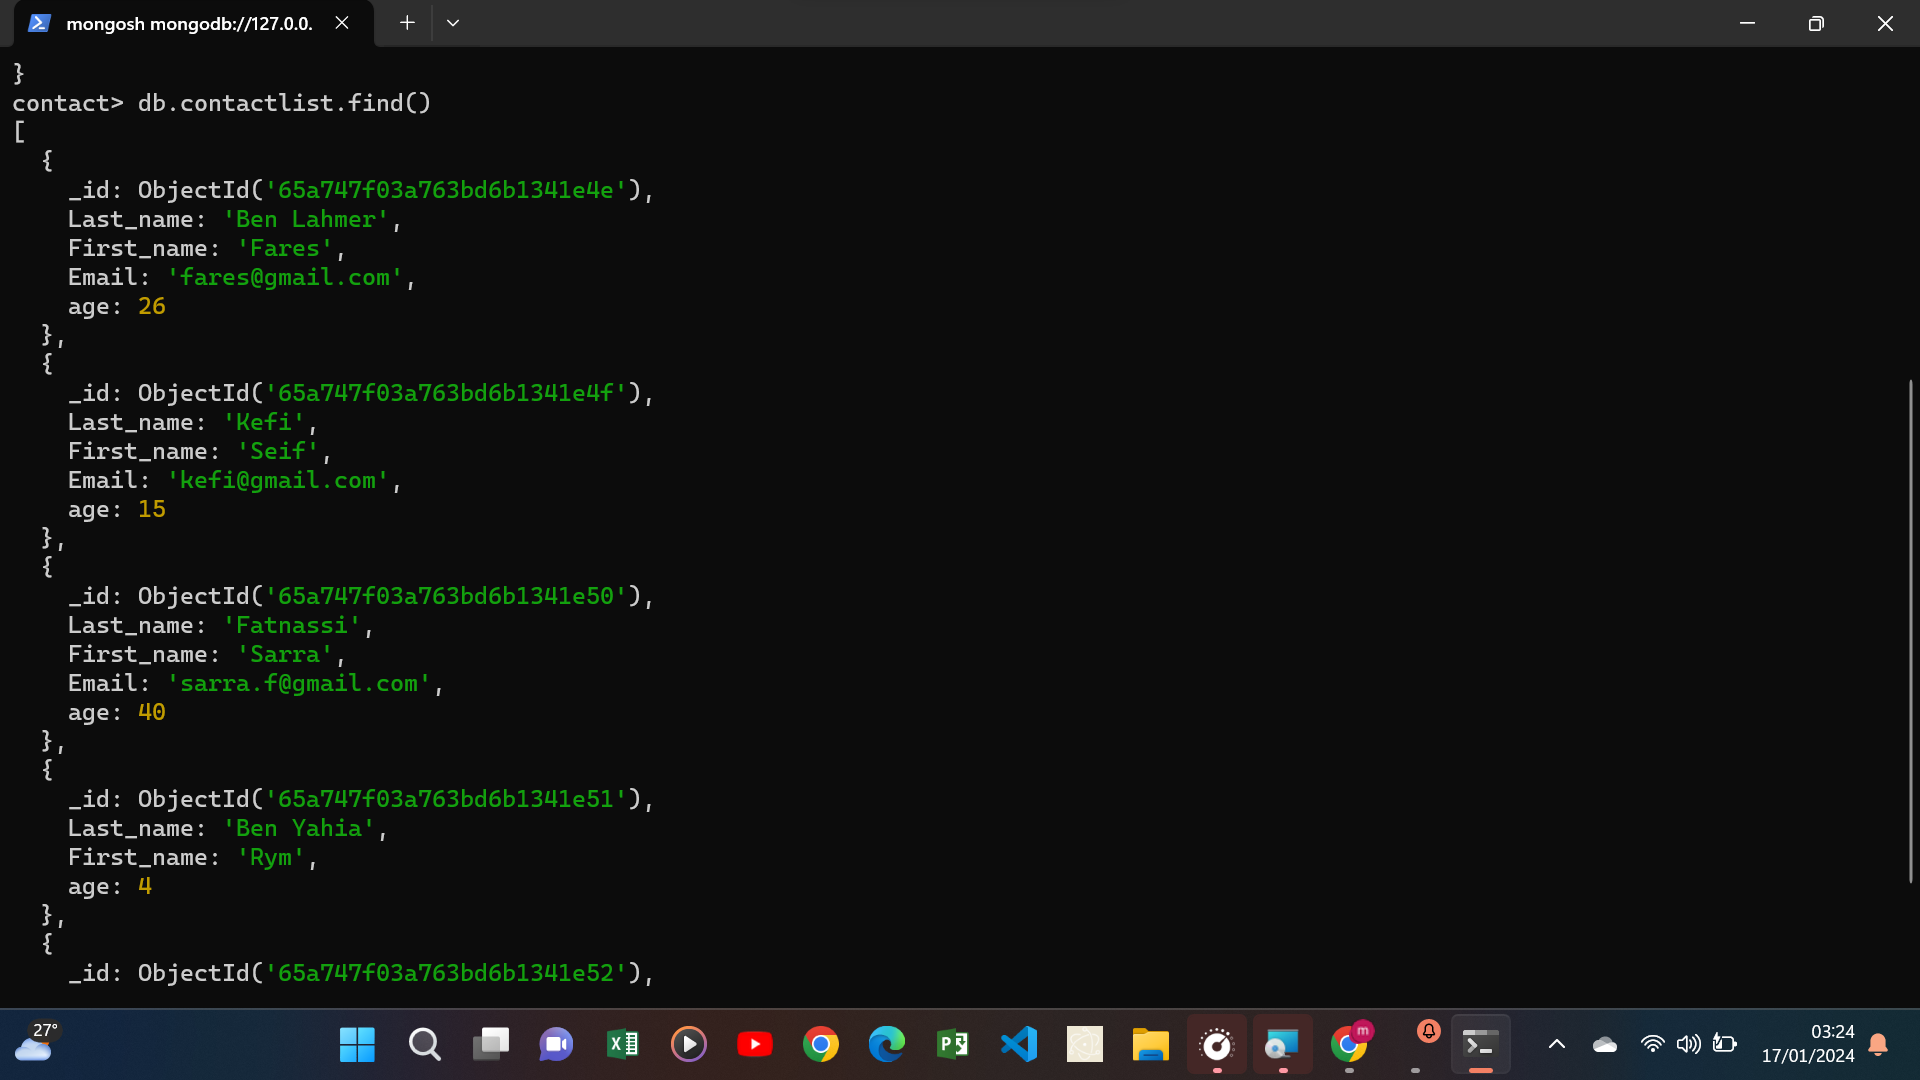 mongosh mongodb://127.0.0.
}
contact> db.contactlist.find()
[
  {
    _id: ObjectId('65a747f03a763bd6b1341e4e'),
    Last_name: 'Ben Lahmer',
    First_name: 'Fares',
    Email: 'fares@gmail.com',
    age: 26
  },
  {
    _id: ObjectId('65a747f03a763bd6b1341e4f'),
    Last_name: 'Kefi',
    First_name: 'Seif',
    Email: 'kefi@gmail.com',
    age: 15
  },
  {
    _id: ObjectId('65a747f03a763bd6b1341e50'),
    Last_name: 'Fatnassi',
    First_name: 'Sarra',
    Email: 'sarra.f@gmail.com',
    age: 40
  },
  {
    _id: ObjectId('65a747f03a763bd6b1341e51'),
    Last_name: 'Ben Yahia',
    First_name: 'Rym',
    age: 4
  },
  {
    _id: ObjectId('65a747f03a763bd6b1341e52'),
27°
m
03:24
17/01/2024